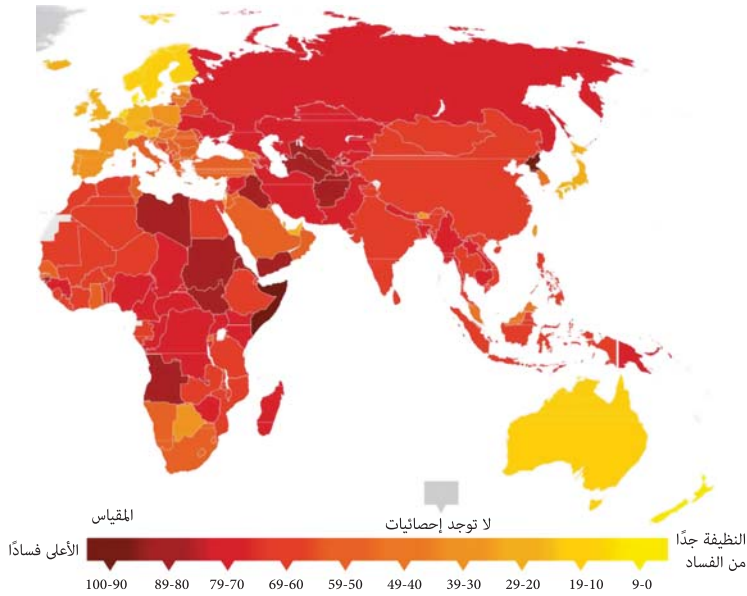 المقياس
لا توجد إحصائيات
النظيفة جدًا
من الفساد
الأعلى فسادًا
9-0
19-10
29-20
39-30
49-40
59-50
69-60
79-70
89-80
100-90